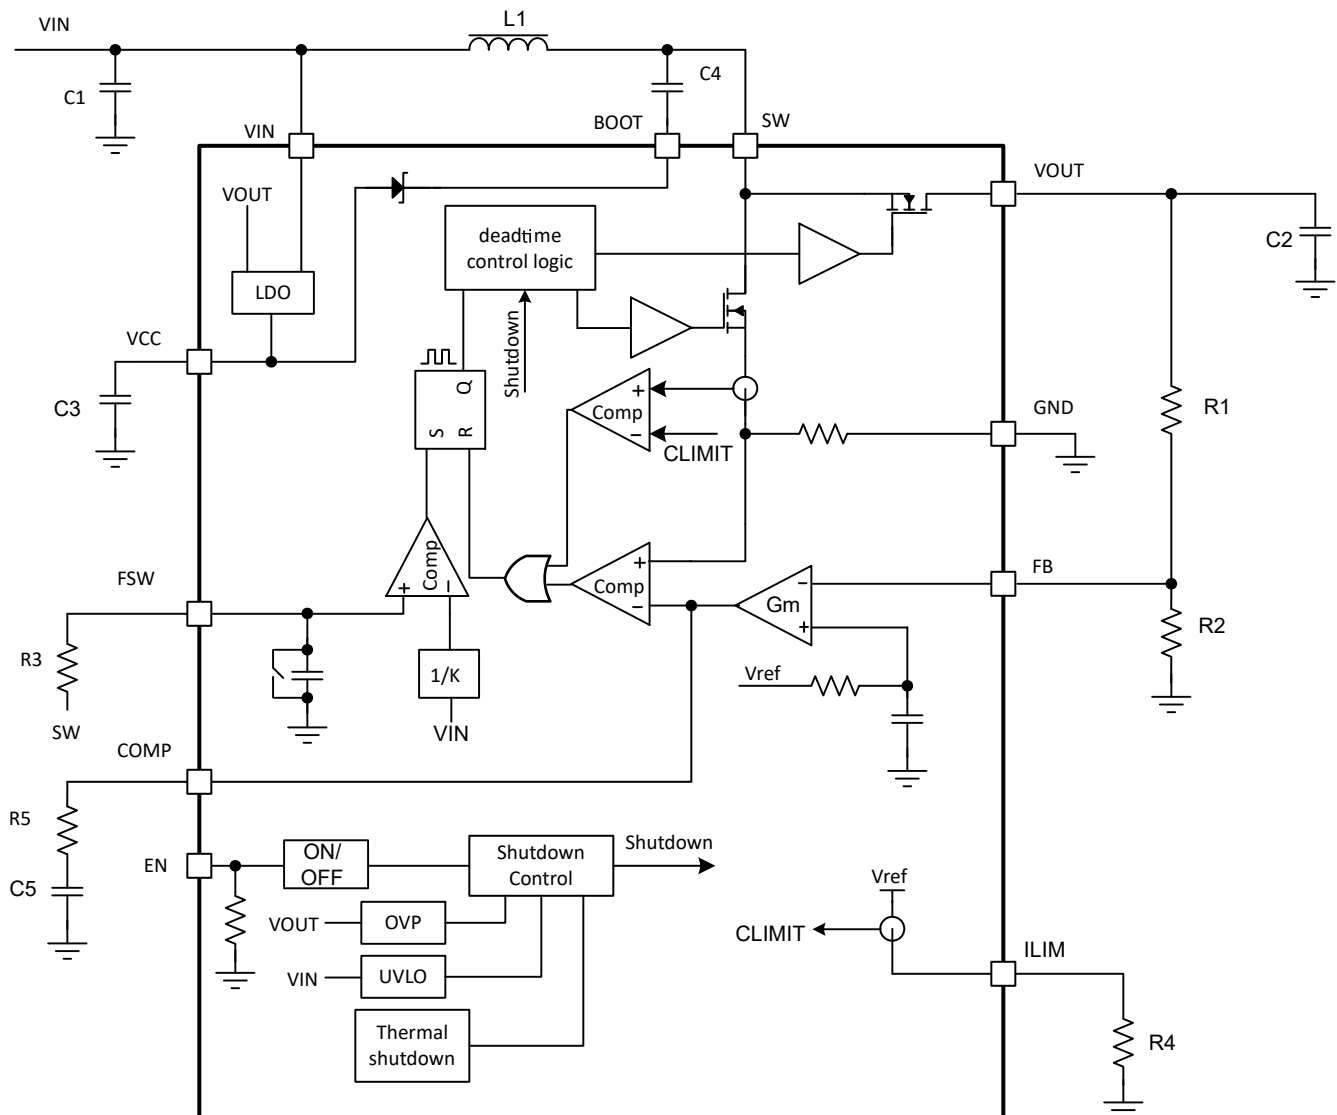 VIN
L1
C1
C4
VIN
BOOT
SW
VOUT
VOUT
deadtime
control logic
C2
LDO
VCC
Shutdown
C3
Q
S
R
+
Comp
−
CLIMIT
GND
R1
FSW
Comp
+
−
+
Comp
−
Gm
−
+
FB
R2
R3
SW
1/K
VIN
Vref
COMP
R5
C5
EN
ON/
OFF
Shutdown
Control
Shutdown
VOUT
OVP
VIN
UVLO
Thermal
shutdown
Vref
CLIMIT
ILIM
R4